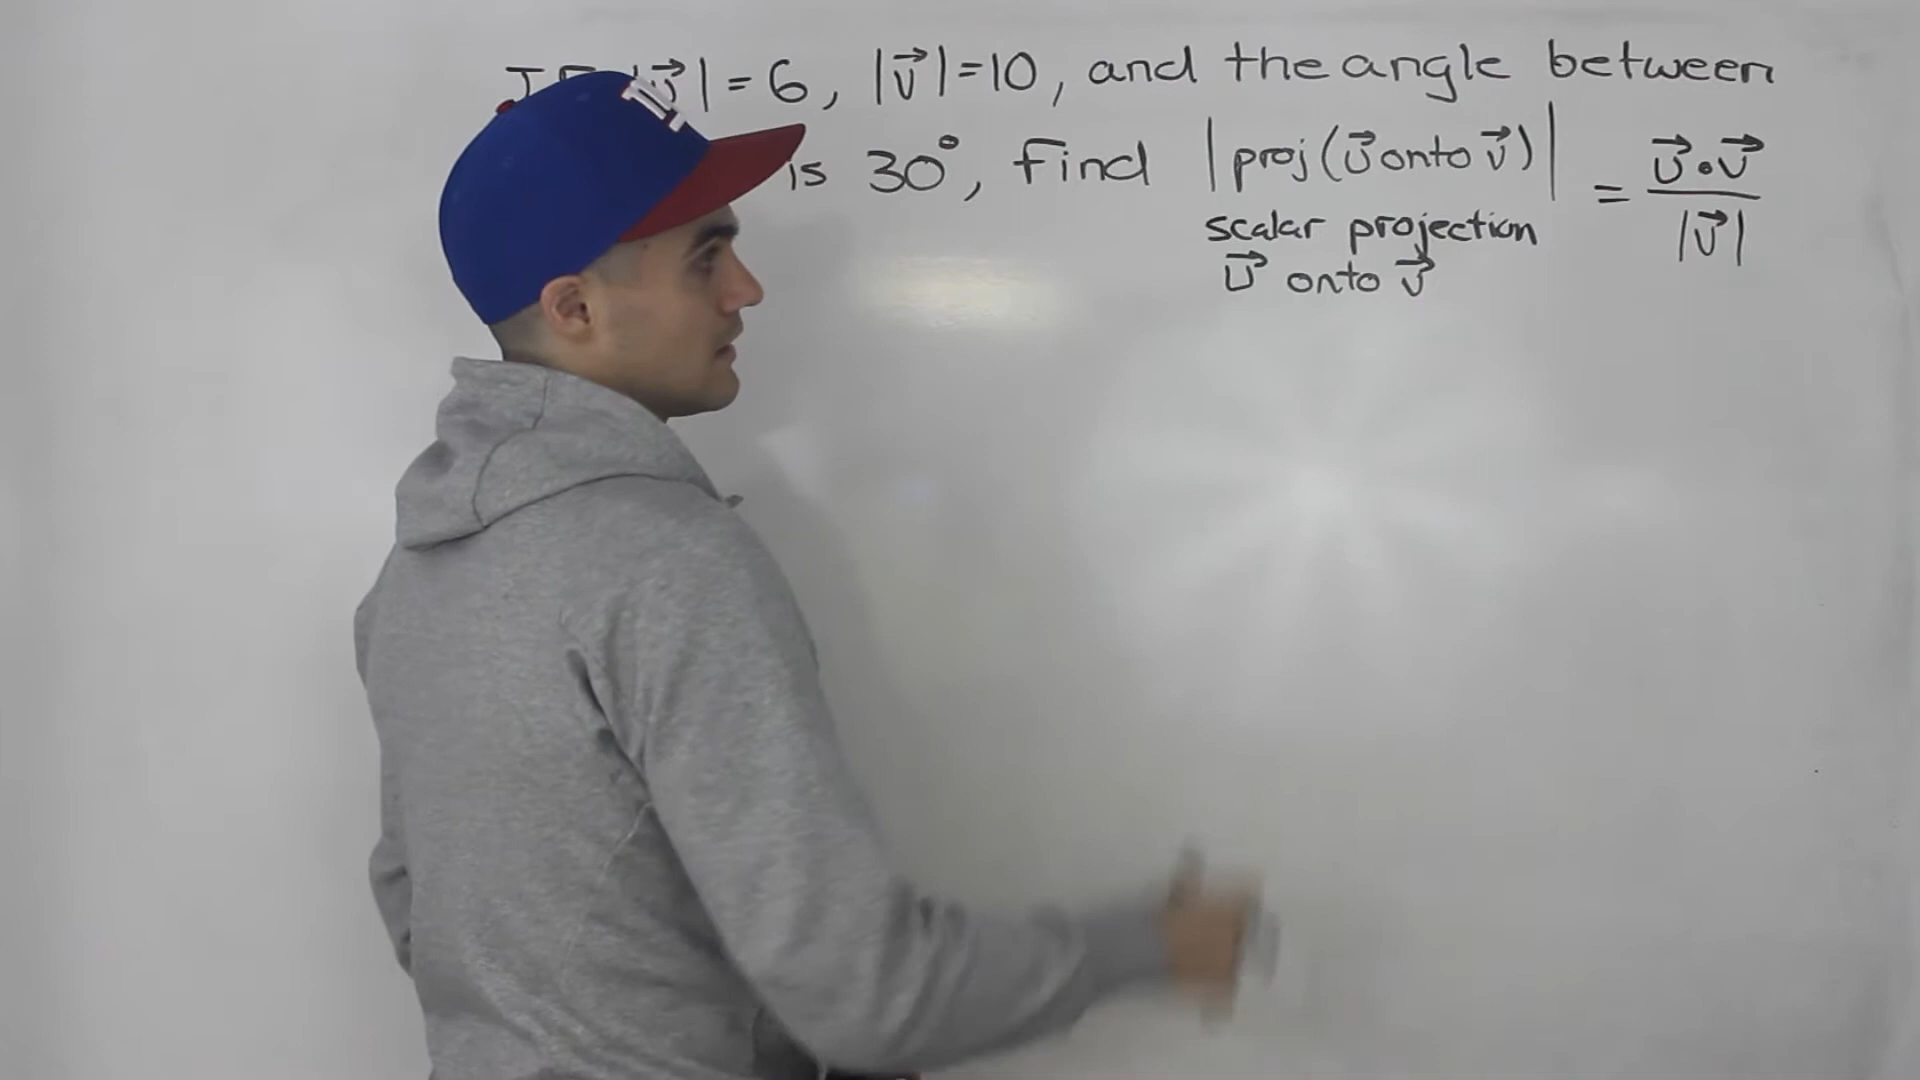 |u⃗| = 6, |v⃗| = 10, and the angle between
is 30°, find |proj(u⃗ onto v⃗)| = u⃗•v⃗ / |v⃗|
scalar projection
u⃗ onto v⃗